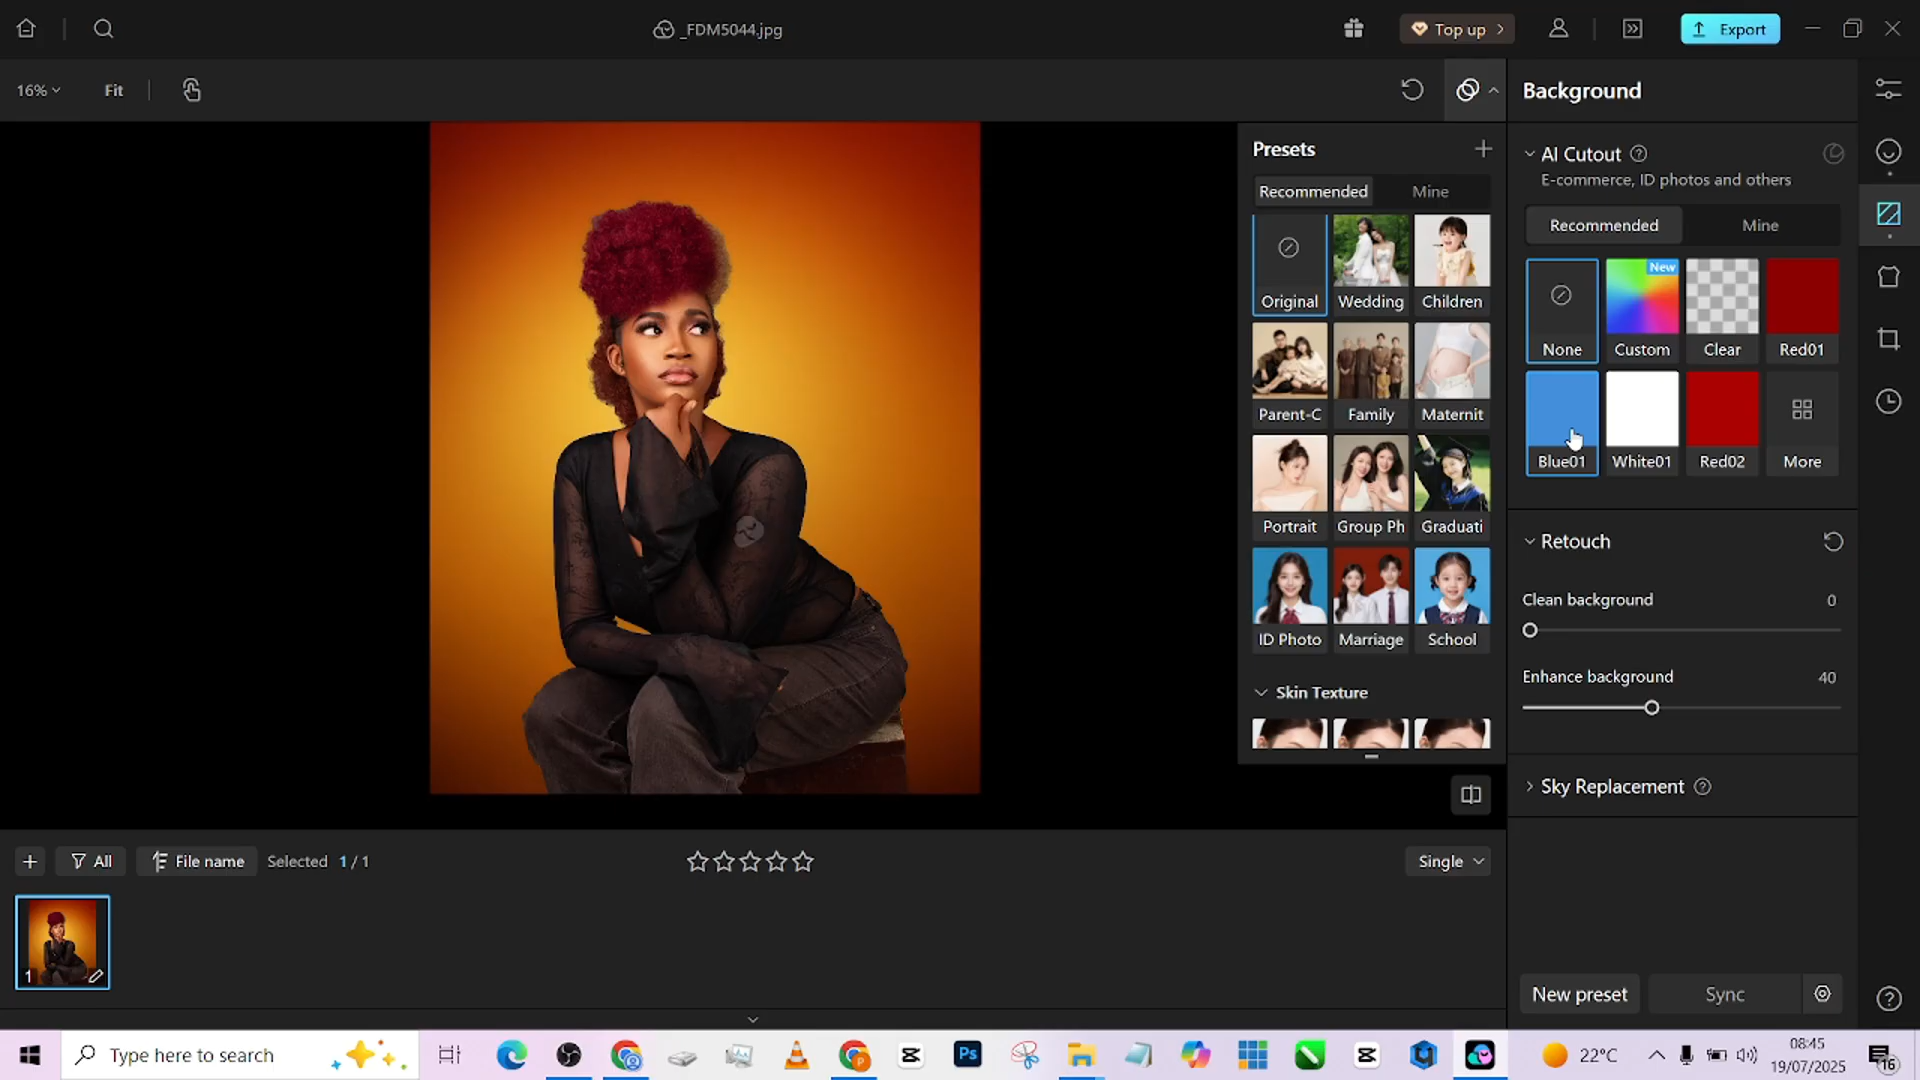 _FDM5044.jpg
Top up
Export
16%
Fit
Background
Presets
Recommended
Mine
Original
Wedding
Children
Parent-C
Family
Maternit
Portrait
Group Ph
Graduati
ID Photo
Marriage
School
Skin Texture
AI Cutout
E-commerce, ID photos and others
Recommended
Mine
New
None
Custom
Clear
Red01
Blue01
White01
Red02
More
Retouch
Clean background
0
Enhance background
40
Sky Replacement
All
File name
Selected 1 / 1
Single
1
New preset
Sync
Type here to search
Ps
22°C
08:45
19/07/2025
16